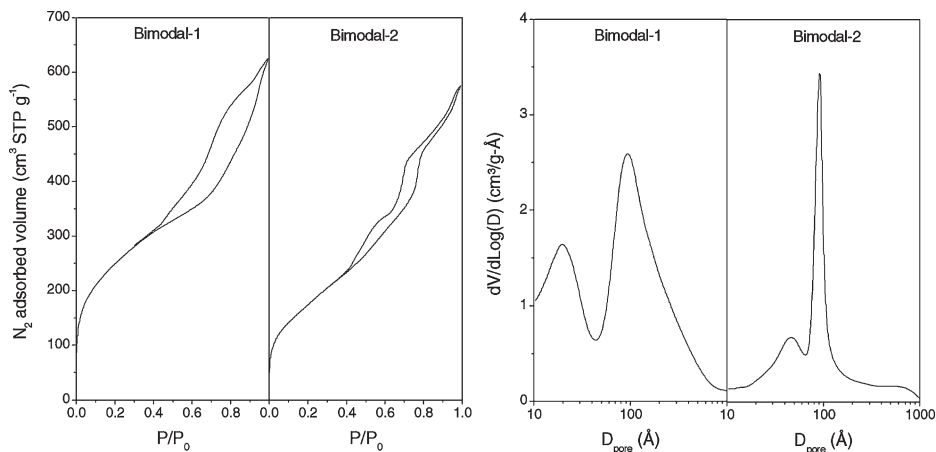 Bimodal-1
Bimodal-2
N₂ adsorbed volume (cm³ STP g⁻¹)
700
600
500
400
300
200
100
0
0.0 0.2 0.4 0.6 0.8 0.0 0.2 0.4 0.6 0.8 1.0
P/P₀
P/P₀
Bimodal-1
Bimodal-2
dV/dLog(D) (cm³/g-Å)
4
3
2
1
0
10 100 10 100 1000
Dₚₒᵣₑ (Å)
Dₚₒᵣₑ (Å)